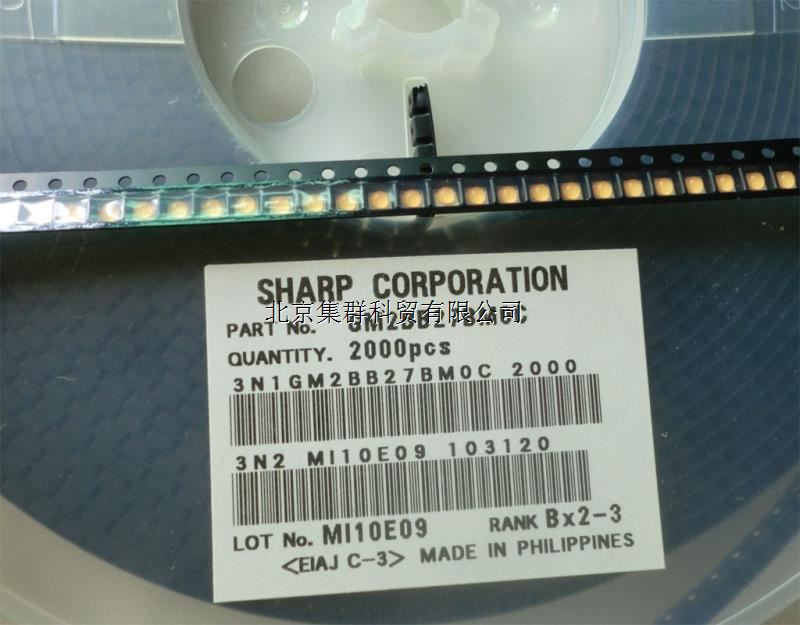 SHARP CORPORATION
北京集群科贸有限公司
PART No.
QUANTITY. 2000pcs
3N1GM2BB27BM0C 2000
3N2 MI10E09 103120
LOT No. MI10E09 RANK Bx2-3
<EIAJ C-3> MADE IN PHILIPPINES